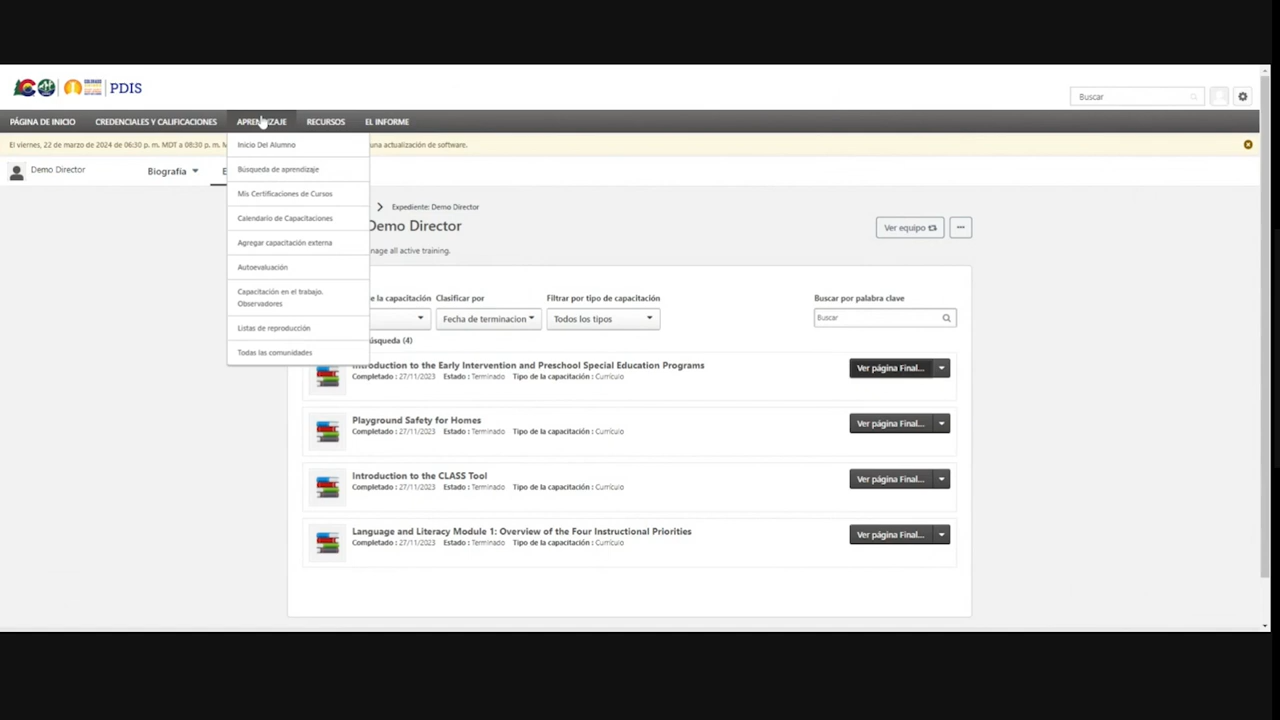 PDIS
Buscar
PÁGINA DE INICIO CREDENCIALES Y CALIFICACIONES APRENDIZAJE RECURSOS EL INFORME
El viernes, 22 de marzo de 2024 de 06:30 p. m. MDT a 08:30 p. m. una actualización de software.
Demo Director
Biografía
Inicio Del Alumno
Búsqueda de aprendizaje
Mis Certificaciones de Cursos
Calendario de Capacitaciones
Agregar capacitación externa
Autoevaluación
Capacitación en el trabajo.
Observadores
Listas de reproducción
Todas las comunidades
Expediente: Demo Director
Demo Director
Ver equipo
nage all active training.
la capacitación Clasificar por Filtrar por tipo de capacitación Buscar por palabra clave
Fecha de terminacion Todos los tipos Buscar
úsqueda (4)
Introduction to the Early Intervention and Preschool Special Education Programs
Completado : 27/11/2023 Estado : Terminado Tipo de la capacitación : Currículo
Ver página Final...
Playground Safety for Homes
Completado : 27/11/2023 Estado : Terminado Tipo de la capacitación : Currículo
Ver página Final...
Introduction to the CLASS Tool
Completado : 27/11/2023 Estado : Terminado Tipo de la capacitación : Currículo
Ver página Final...
Language and Literacy Module 1: Overview of the Four Instructional Priorities
Completado : 27/11/2023 Estado : Terminado Tipo de la capacitación : Currículo
Ver página Final...